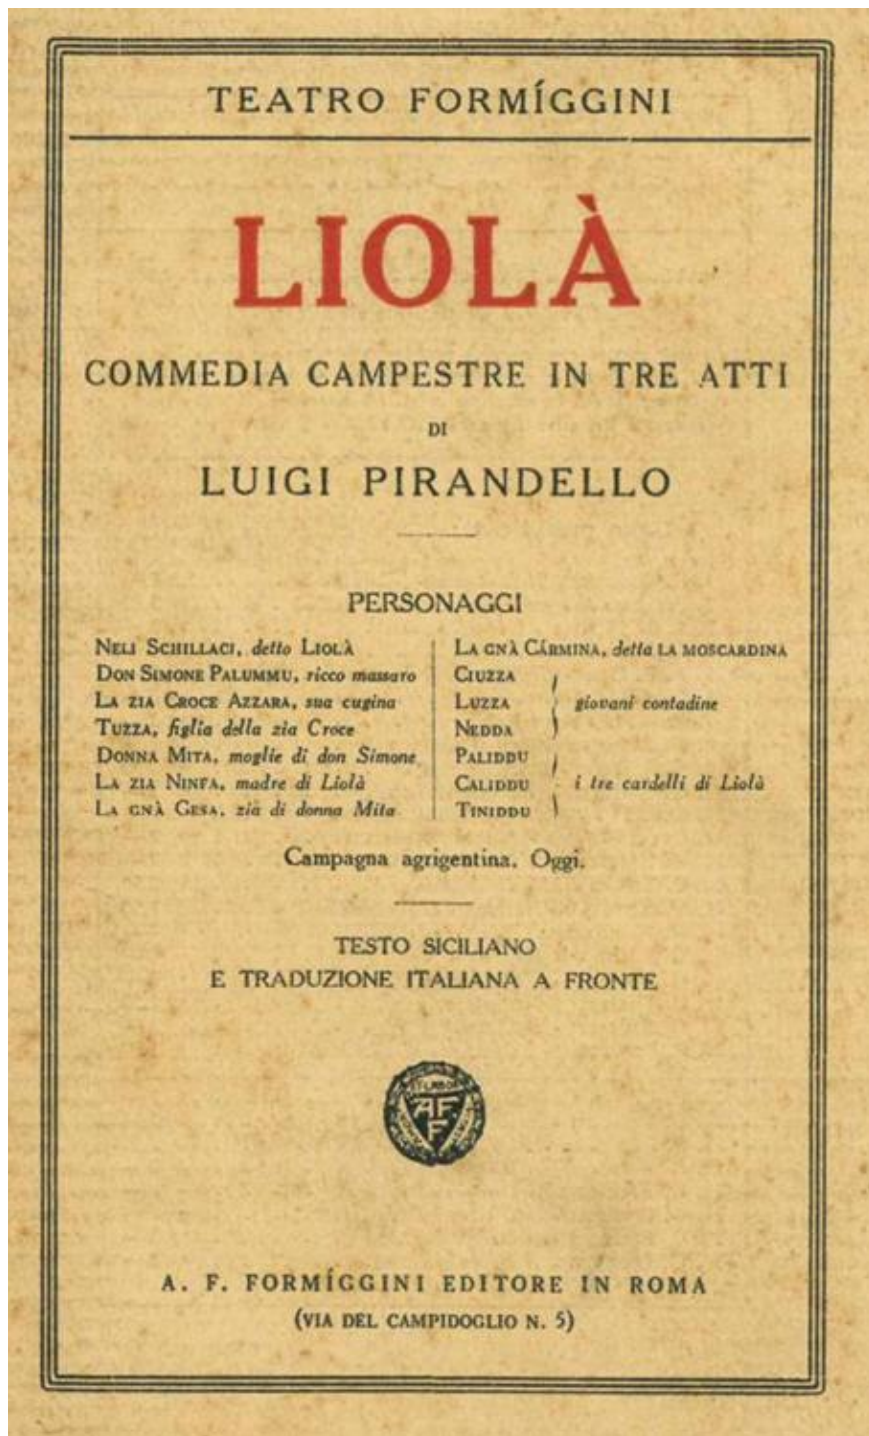 TEATRO FORMÍGGINI
LIOLÀ
COMMEDIA CAMPESTRE IN TRE ATTI
DI
LUIGI PIRANDELLO
PERSONAGGI
NELI SCHILLACI, detto LIOLÀ
DON SIMONE PALUMMU, ricco massaro
LA ZIA CROCE AZZARA, sua cugina
TUZZA, figlia della zia Croce
DONNA MITA, moglie di don Simone
LA ZIA NINFA, madre di Liolà
LA GNÀ GESA, zia di donna Mita
LA GNÀ CÁRMINA, detta LA MOSCARDINA
CIUZZA
LUZZA giovani contadine
NEDDA
PALIDDU
CALIDDU i tre cardelli di Liolà
TINIDDU
Campagna agrigentina. Oggi.
TESTO SICILIANO
E TRADUZIONE ITALIANA A FRONTE
AFF
A. F. FORMÍGGINI EDITORE IN ROMA
(VIA DEL CAMPIDOGLIO N. 5)